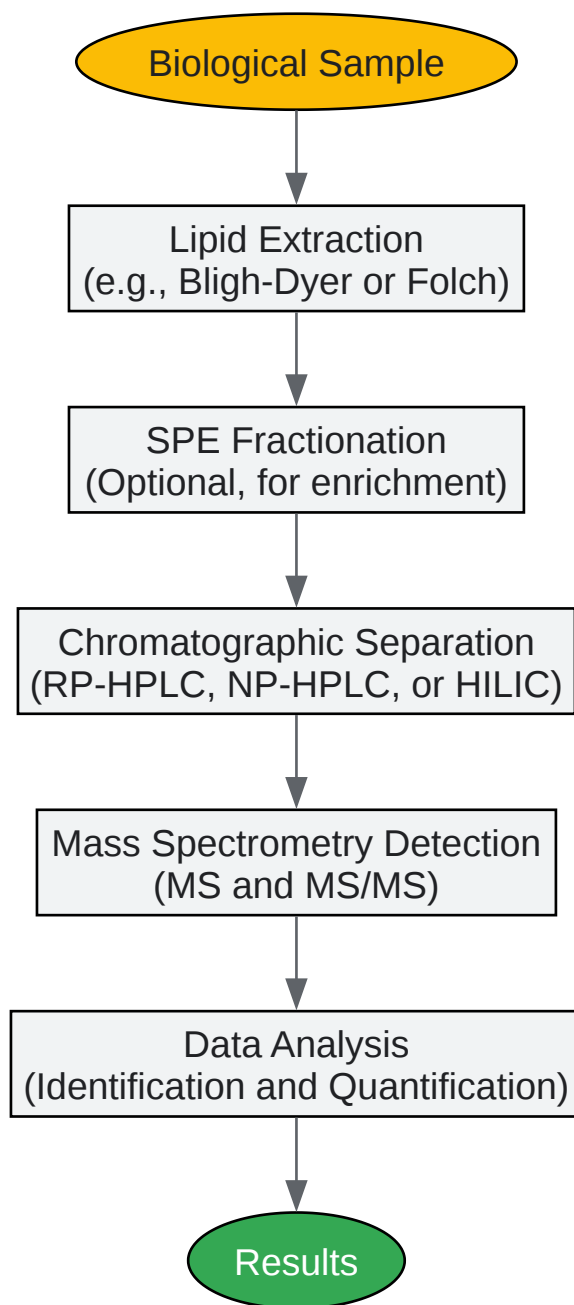 Biological Sample
Lipid Extraction
(e.g., Bligh-Dyer or Folch)
SPE Fractionation
(Optional, for enrichment)
Chromatographic Separation
(RP-HPLC, NP-HPLC, or HILIC)
Mass Spectrometry Detection
(MS and MS/MS)
Data Analysis
(Identification and Quantification)
Results